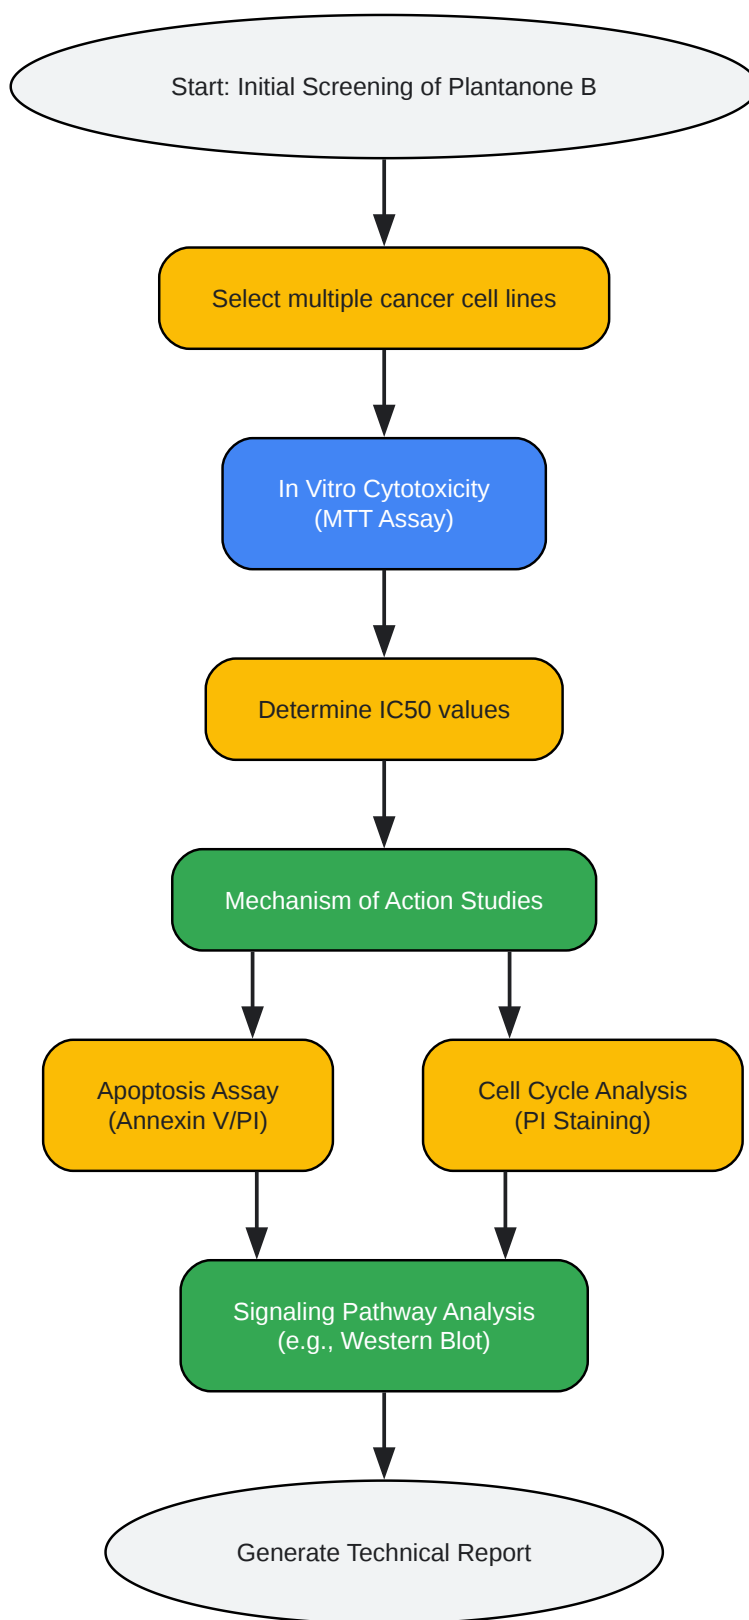 Start: Initial Screening of Plantanone B
Select multiple cancer cell lines
In Vitro Cytotoxicity
(MTT Assay)
Determine IC50 values
Mechanism of Action Studies
Apoptosis Assay
(Annexin V/PI)
Cell Cycle Analysis
(PI Staining)
Signaling Pathway Analysis
(e.g., Western Blot)
Generate Technical Report